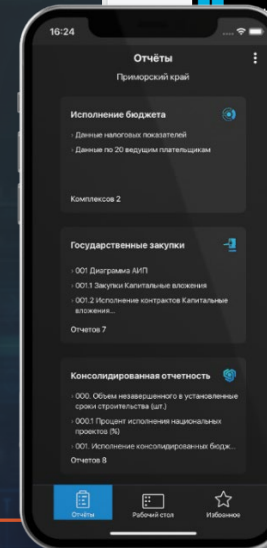 16:24
Отчёты
Приморский край
Исполнение бюджета
› Данные налоговых показателей
› Данные по 20 ведущим плательщикам
Комплексов 2
Государственные закупки
› 001 Диаграмма АИП
› 001.1 Закупки Капитальные вложения
› 001.2 Исполнение контрактов Капитальные
вложения...
Отчетов 7
Консолидированная отчетность
› 000. Объем незавершенного в установленные
сроки строительства (шт.)
› 000.1 Процент исполнения национальных
проектов (%)
› 001. Исполнение консолидированных бюдж...
Отчетов 8
Отчёты Рабочий стол Избранное